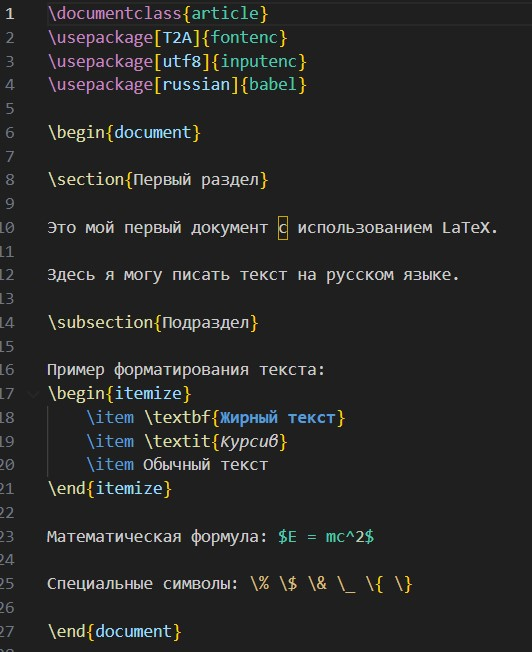 1 \documentclass{article}
2 \usepackage[T2A]{fontenc}
3 \usepackage[utf8]{inputenc}
4 \usepackage[russian]{babel}
5
6 \begin{document}
7
8 \section{Первый раздел}
9
10 Это мой первый документ с использованием LaTeX.
11
12 Здесь я могу писать текст на русском языке.
13
14 \subsection{Подраздел}
15
16 Пример форматирования текста:
17 \begin{itemize}
18 \item \textbf{Жирный текст}
19 \item \textit{Курсив}
20 \item Обычный текст
21 \end{itemize}
22
23 Математическая формула: $E = mc^2$
24
25 Специальные символы: \% \$ \& \_ \{ \}
26
27 \end{document}